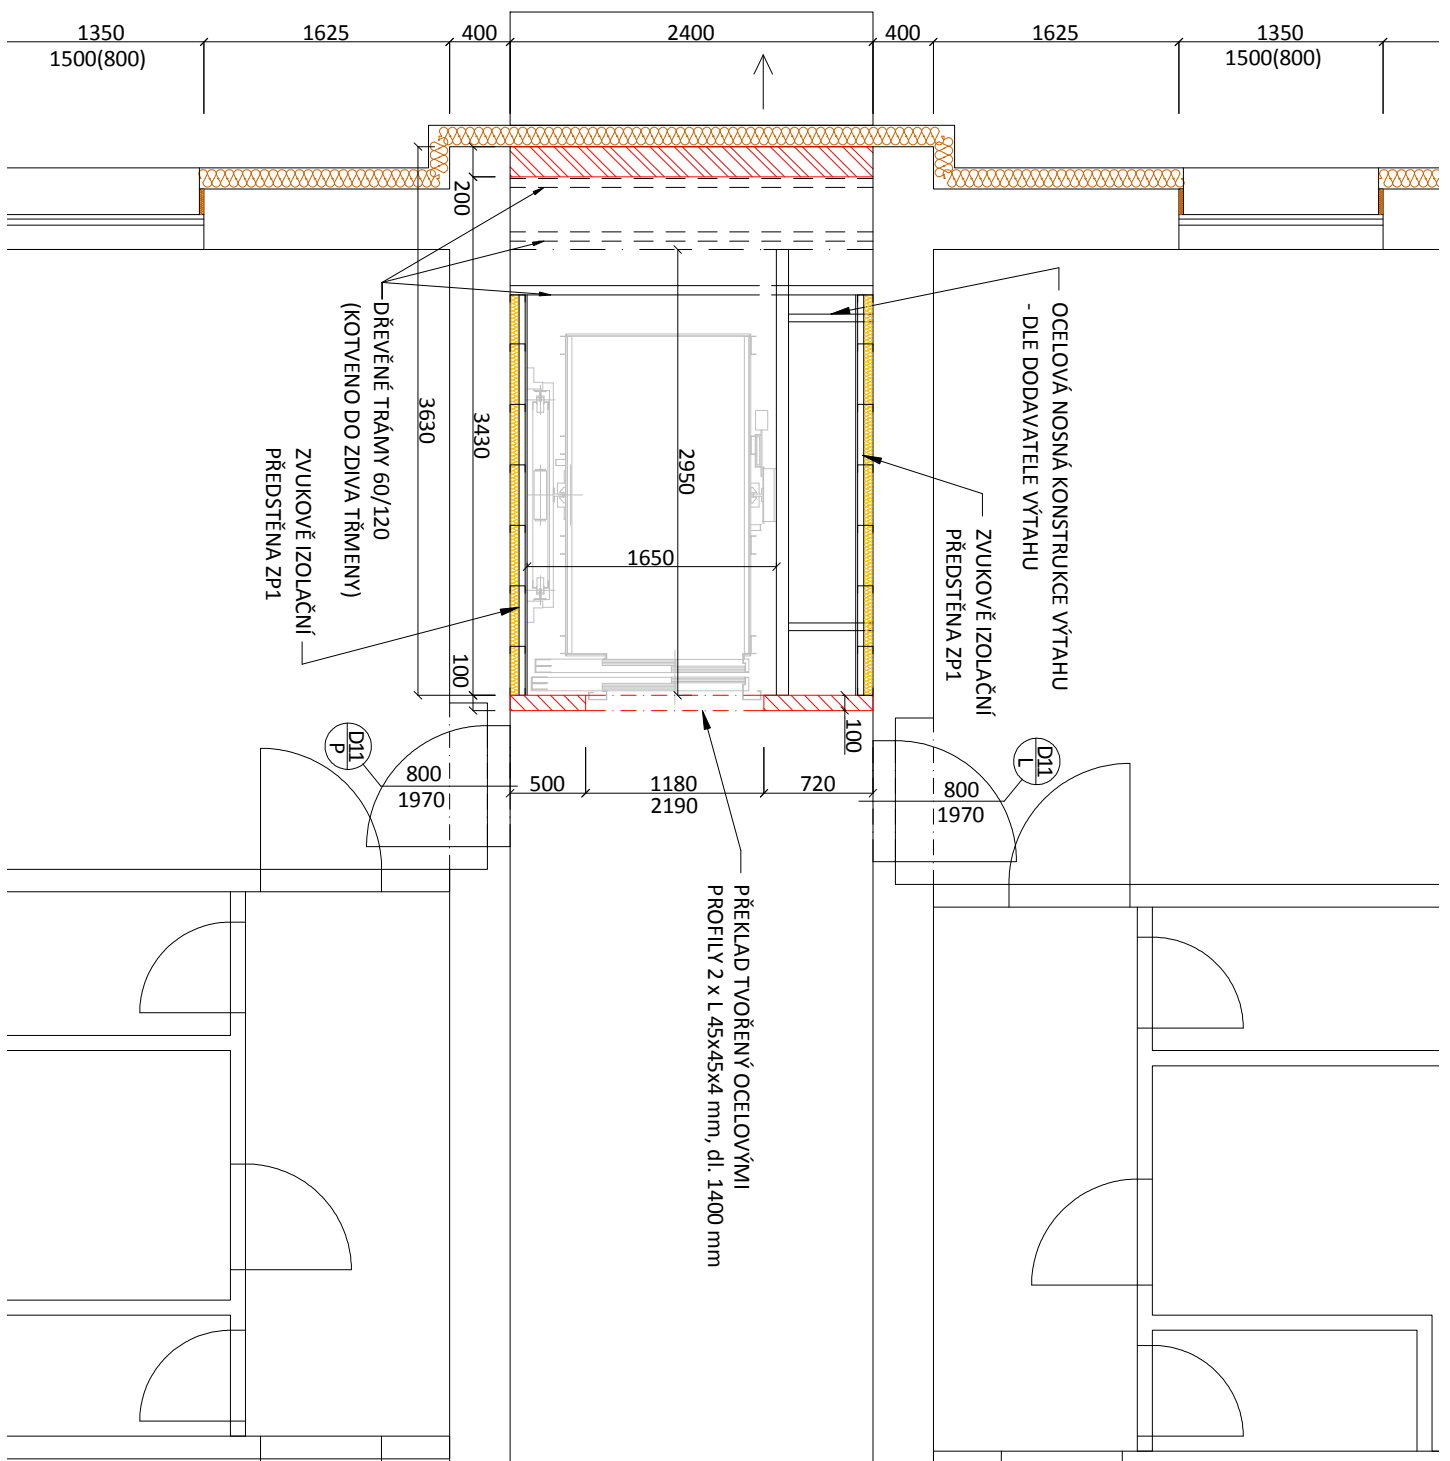 1350
1500(800)
1625
400
2400
400
1625
1350
1500(800)
200
3630
3430
2950
1650
100
100
DŘEVĚNÉ TRÁMY 60/120
(KOTVENO DO ZDIVA TŘMENY)
ZVUKOVĚ IZOLAČNÍ
PŘEDSTĚNA ZP1
OCELOVÁ NOSNÁ KONSTRUKCE VÝTAHU
- DLE DODAVATELE VÝTAHU
ZVUKOVĚ IZOLAČNÍ
PŘEDSTĚNA ZP1
D11
P
800
1970
500
1180
2190
720
800
1970
D11
L
PŘEKLAD TVOŘENÝ OCELOVÝMI
PROFILY 2 x L 45x45x4 mm, dl. 1400 mm